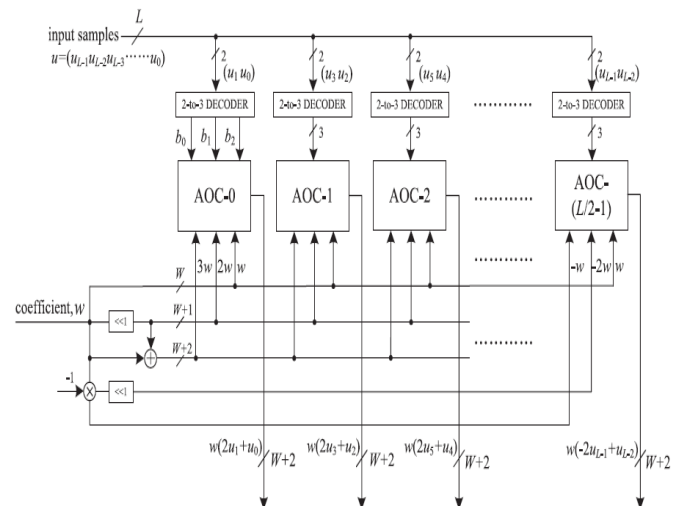 L
input samples
u=(uL-1uL-2uL-3······u0)
2 2 2 2
(u1 u0) (u3 u2) (u5 u4) (uL-1uL-2)
2-to-3 DECODER 2-to-3 DECODER 2-to-3 DECODER ············ 2-to-3 DECODER
b0 b1 b2 3 3 3
AOC-0 AOC-1 AOC-2 ············ AOC-(L/2-1)
3w 2w w ············ -w -2w w
W
coefficient, w <<1 W+1
+ W+2 ············
-1 × <<1
w(2u1+u0) w(2u3+u2) w(2u5+u4) w(-2uL-1+uL-2)
W+2 W+2 W+2 W+2